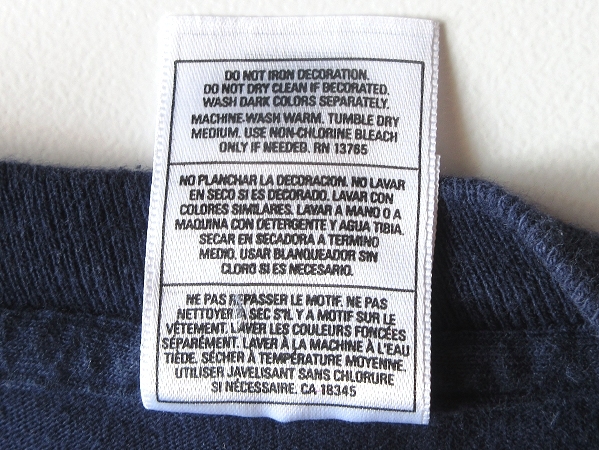 DO NOT IRON DECORATION.
DO NOT DRY CLEAN IF DECORATED.
WASH DARK COLORS SEPARATELY.
MACHINE-WASH WARM. TUMBLE DRY
MEDIUM. USE NON-CHLORINE BLEACH
ONLY IF NEEDED. RN 13765
NO PLANCHAR LA DECORACION. NO LAVAR
EN SECO SI ES DECORADO. LAVAR CON
COLORES SIMILARES. LAVAR A MANO O A
MAQUINA CON DETERGENTE Y AGUA TIBIA.
SECAR EN SECADORA A TERMINO
MEDIO. USAR BLANQUEADOR SIN
CLORO SI ES NECESARIO.
NE PAS REPASSER LE MOTIF. NE PAS
NETTOYER À SEC S'IL Y A MOTIF SUR LE
VÊTEMENT. LAVER LES COULEURS FONCÉES
SÉPARÉMENT. LAVER À LA MACHINE À L'EAU
TIÈDE. SÉCHER À TEMPÉRATURE MOYENNE.
UTILISER JAVELISANT SANS CHLORURE
SI NÉCESSAIRE. CA 18345